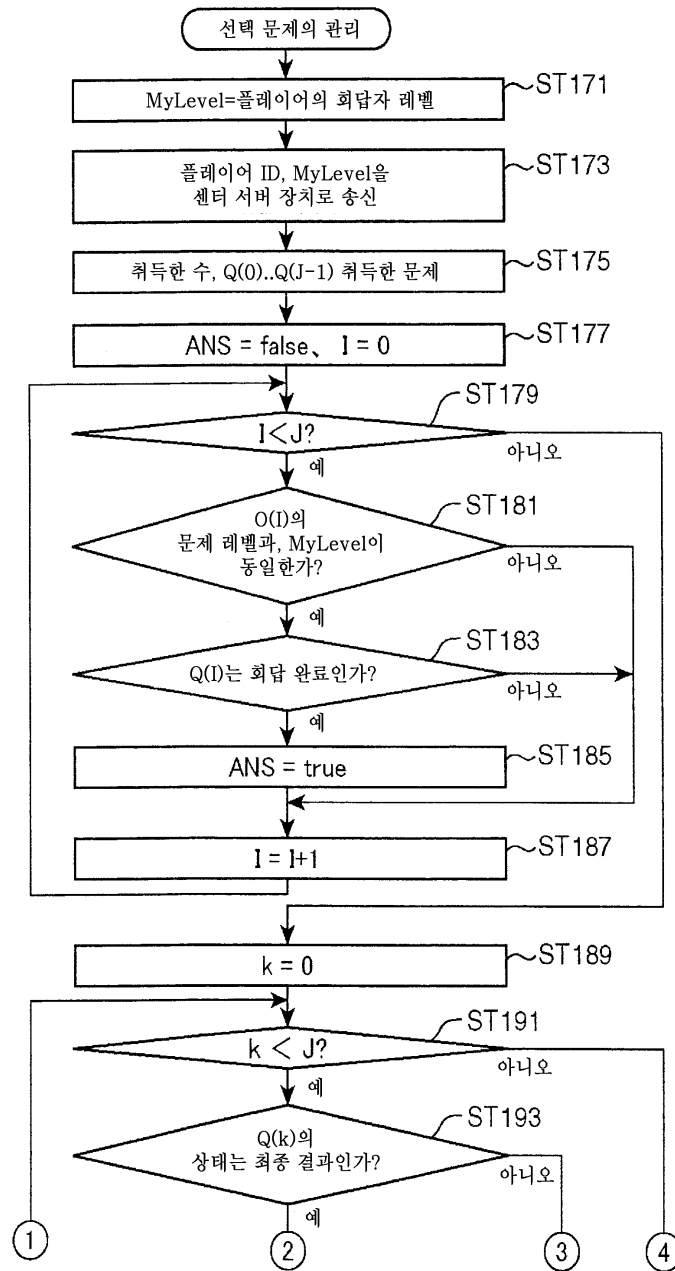 선택 문제의 관리
MyLevel=플레이어의 회답자 레벨
ST171
플레이어 ID, MyLevel을
센터 서버 장치로 송신
ST173
취득한 수, Q(0)..Q(J-1) 취득한 문제
ST175
ANS = false、 I = 0
ST177
ST179
I<J?
아니오
예
ST181
O(I)의
문제 레벨과, MyLevel이
동일한가?
아니오
예
ST183
Q(I)는 회답 완료인가?
아니오
예
ANS = true
ST185
I = I+1
ST187
k = 0
ST189
ST191
k < J?
아니오
예
ST193
Q(k)의
상태는 최종 결과인가?
아니오
예
1
2
3
4